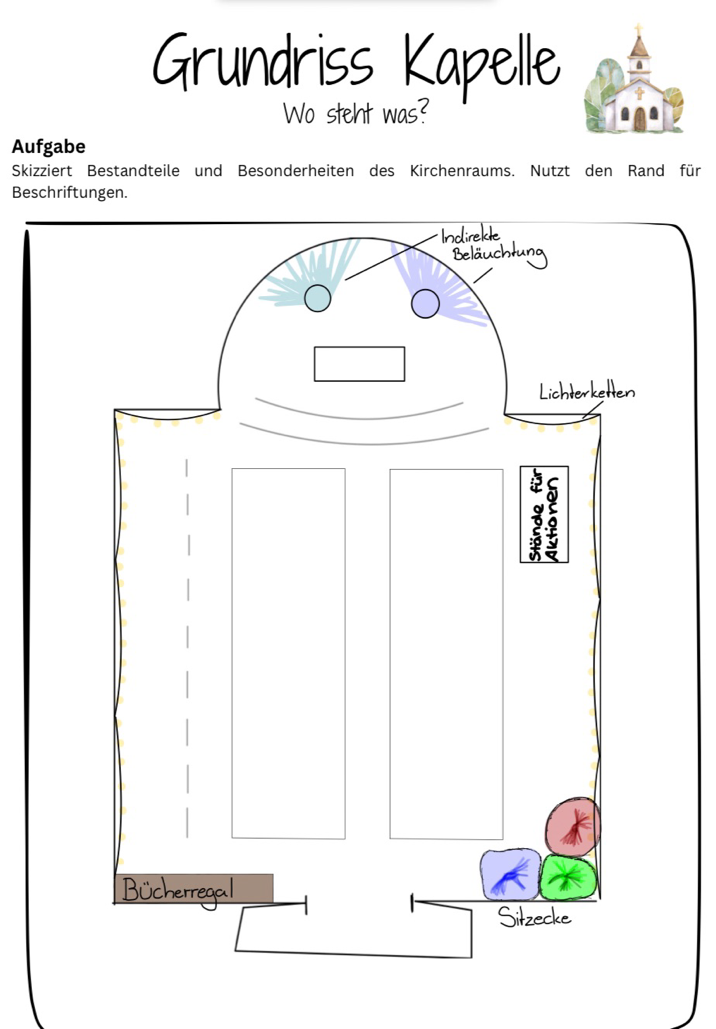 Grundriss Kapelle
Wo steht was?
Aufgabe
Skizziert Bestandteile und Besonderheiten des Kirchenraums. Nutzt den Rand für
Beschriftungen.
Indirekte
Beläuchtung
Lichterketten
Stände für
Aktionen
Bücherregal
Sitzecke